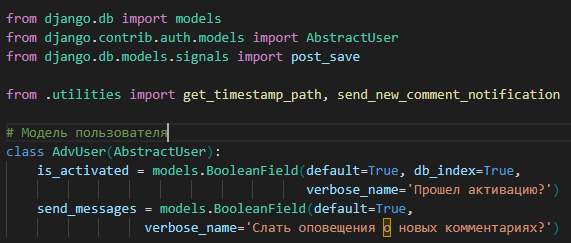 from django.db import models
from django.contrib.auth.models import AbstractUser
from django.db.models.signals import post_save
from .utilities import get_timestamp_path, send_new_comment_notification
# Модель пользователя
class AdvUser(AbstractUser):
is_activated = models.BooleanField(default=True, db_index=True,
verbose_name='Прошел активацию?')
send_messages = models.BooleanField(default=True,
verbose_name='Слать оповещения о новых комментариях?')